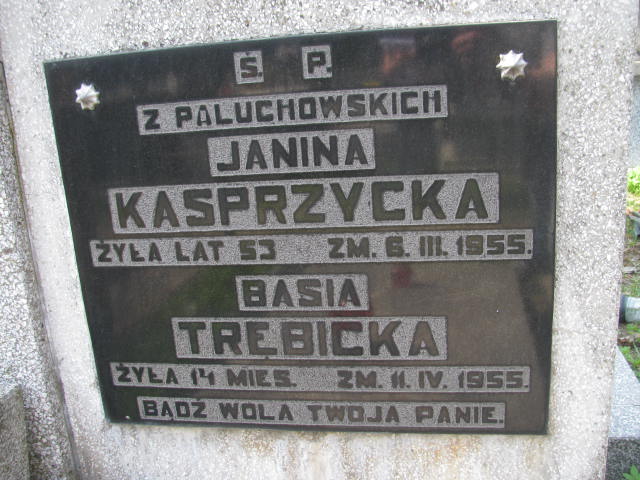 Ś. P.
Z PALUCHOWSKICH
JANINA
KASPRZYCKA
ŻYŁA LAT 53 ZM. 6. III. 1955.
BASIA
TRĘBICKA
ŻYŁA 14 MIES. ZM. 11. IV. 1955.
BĄDŹ WOLA TWOJA PANIE.